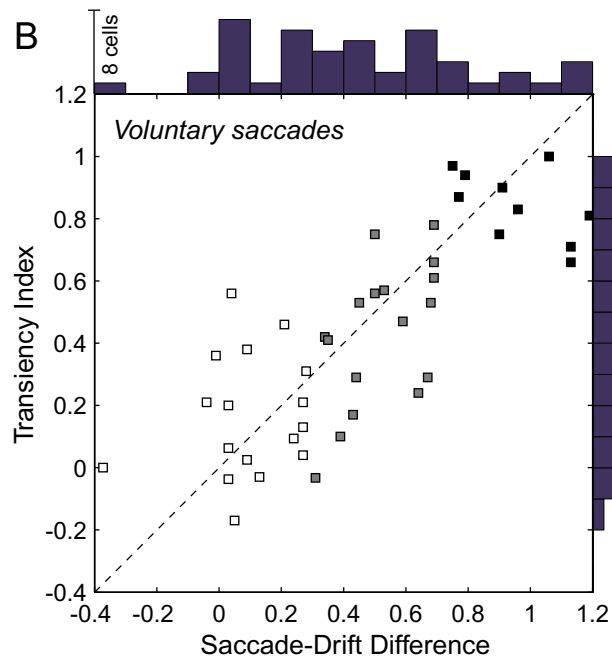 B
8 cells
Voluntary saccades
1.2
1
0.8
0.6
0.4
0.2
0
-0.2
-0.4
Transiency Index
-0.4 -0.2 0 0.2 0.4 0.6 0.8 1 1.2
Saccade-Drift Difference